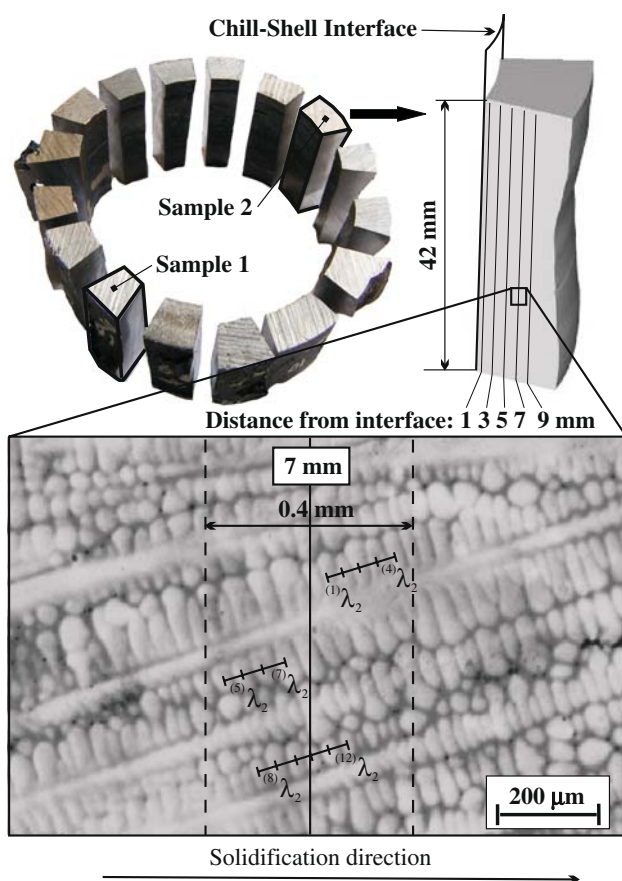 Chill-Shell Interface
Sample 2
Sample 1
42 mm
Distance from interface: 1 3 5 7 9 mm
7 mm
0.4 mm
(1)λ2 (4)λ2
(5)λ2 (7)λ2
(8)λ2 (12)λ2
200 μm
Solidification direction